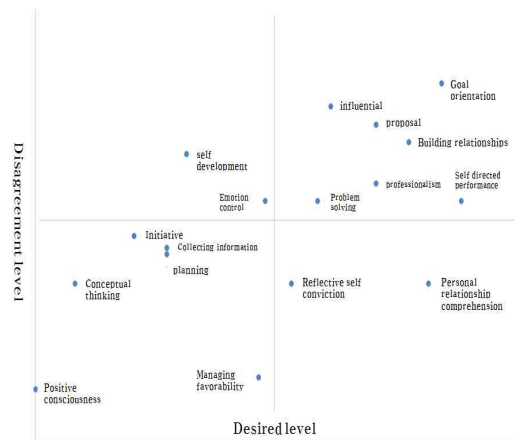 Goal
orientation
influential
proposal
Building relationships
self
development
Self directed
performance
professionalism
Emotion
control
Problem
solving
Initiative
Collecting information
planning
Conceptual
thinking
Reflective self
conviction
Personal
relationship
comprehension
Managing
favorability
Positive
consciousness
Disagreement level
Desired level